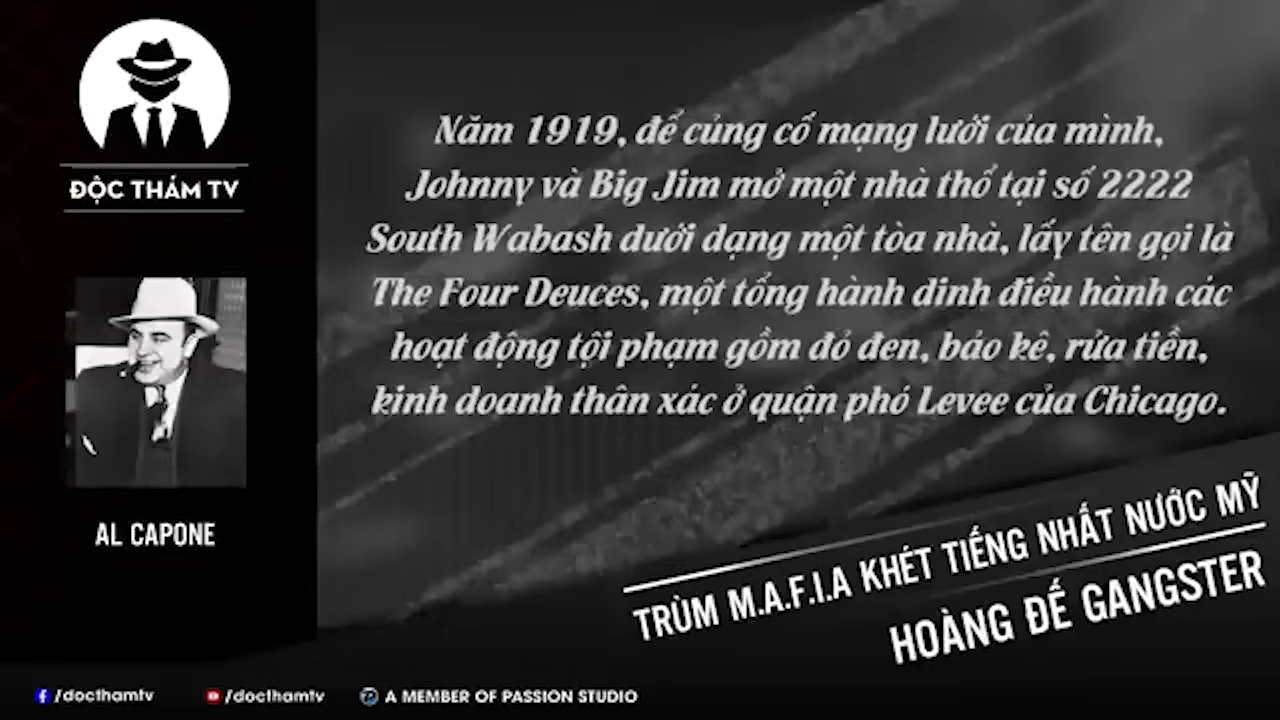 ĐỘC THÁM TV
AL CAPONE
Năm 1919, để củng cố mạng lưới của mình,
Johnny và Big Jim mở một nhà thổ tại số 2222
South Wabash dưới dạng một tòa nhà, lấy tên gọi là
The Four Deuces, một tổng hành dinh điều hành các
hoạt động tội phạm gồm đỏ đen, bảo kê, rửa tiền,
kinh doanh thân xác ở quận phó Levee của Chicago.
TRÙM M.A.F.I.A KHÉT TIẾNG NHẤT NƯỚC MỸ
HOÀNG ĐẾ GANGSTER
/docthamtv
/docthamtv
A MEMBER OF PASSION STUDIO